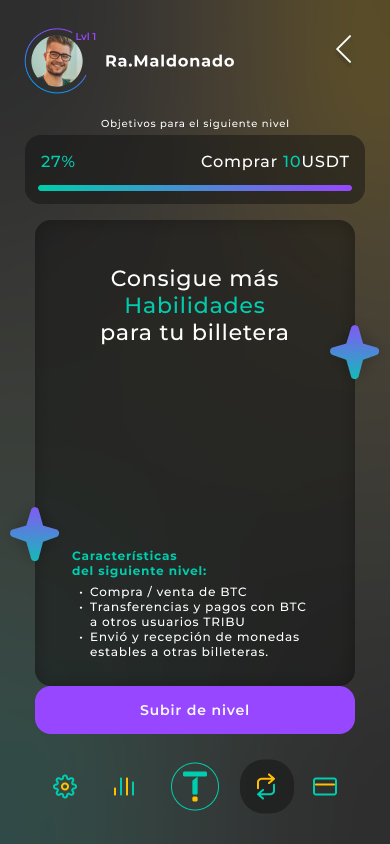 Lvl 1
Ra.Maldonado
Objetivos para el siguiente nivel
27%
Comprar 10USDT
Consigue más
Habilidades
para tu billetera
Características
del siguiente nivel:
• Compra / venta de BTC
• Transferencias y pagos con BTC
a otros usuarios TRIBU
• Envió y recepción de monedas
estables a otras billeteras.
Subir de nivel